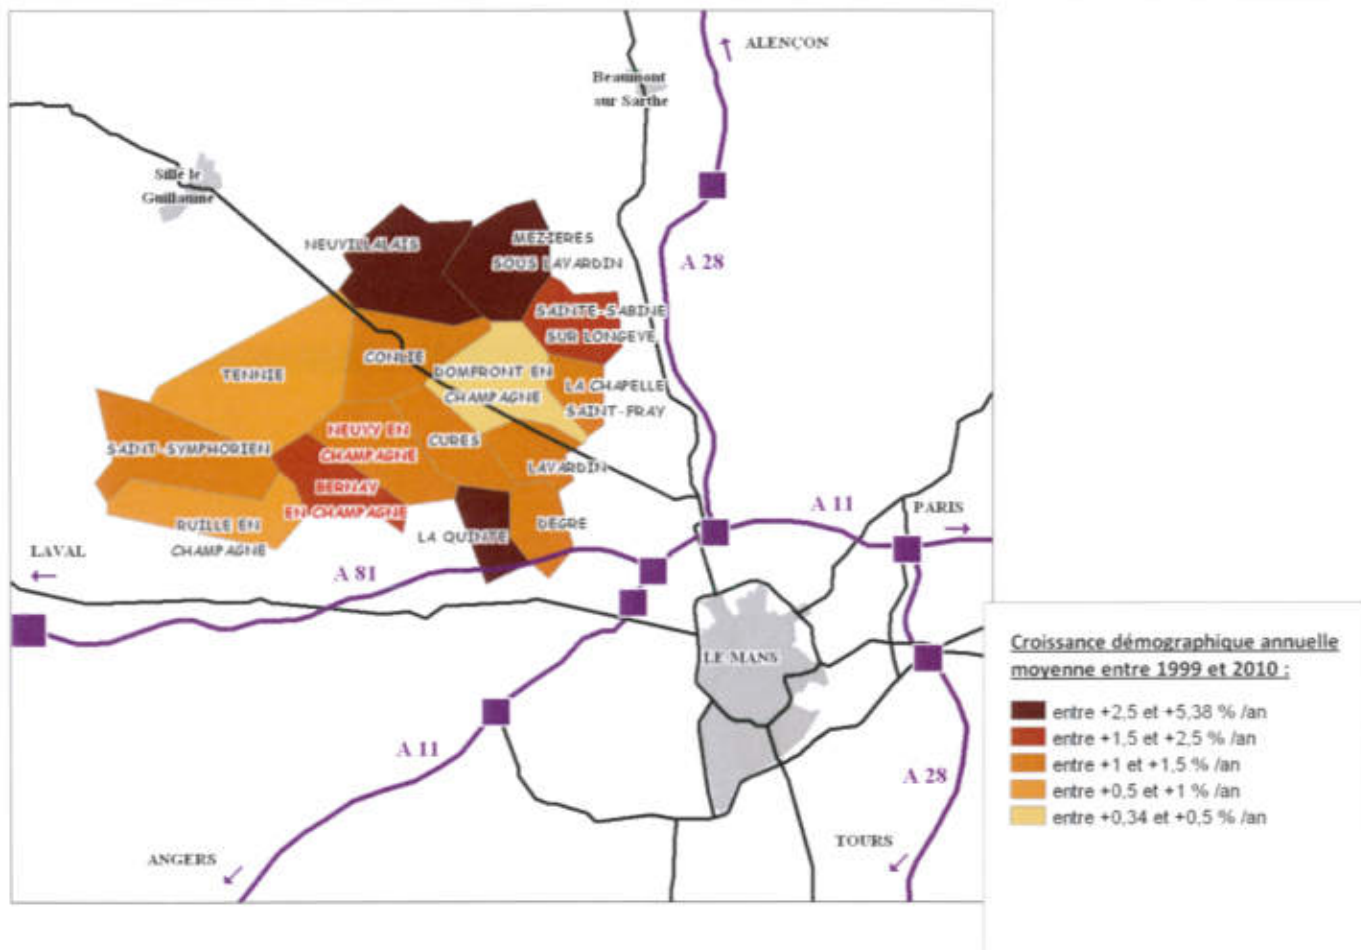 ALENÇON
Beaumont
sur Sarthe
Sillé le
Guillaume
NEUVILLALAIS
MEZIERES
SOUS LAVARDIN
A 28
SAINTE-SABINE
SUR LONGEVE
CONLIE
TENNIE
DOMFRONT EN
CHAMPAGNE
LA CHAPELLE
SAINT-FRAY
NEUVY EN
CHAMPAGNE
CURES
SAINT-SYMPHORIEN
LAVARDIN
BERNAY
EN CHAMPAGNE
RUILLE EN
CHAMPAGNE
LA QUINTE
DEGRE
A 11
PARIS
LAVAL
A 81
LE MANS
A 11
A 28
ANGERS
TOURS
Croissance démographique annuelle
moyenne entre 1999 et 2010 :
entre +2,5 et +5,38 % /an
entre +1,5 et +2,5 % /an
entre +1 et +1,5 % /an
entre +0,5 et +1 % /an
entre +0,34 et +0,5 % /an